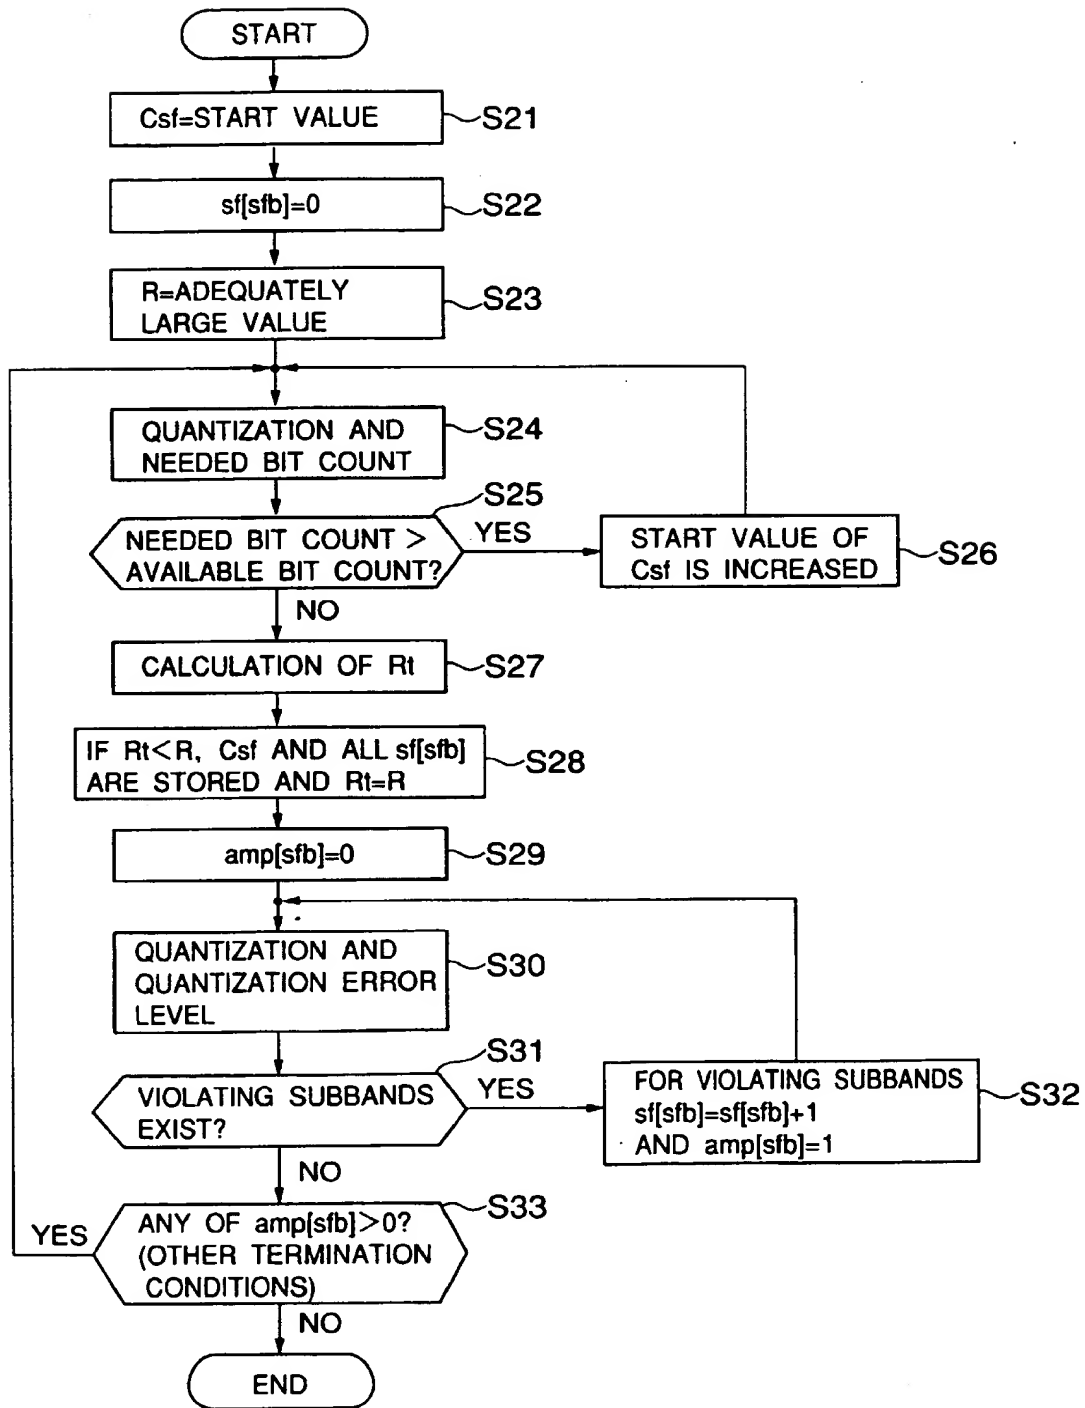 START
Csf=START VALUE
S21
sf[sfb]=0
S22
R=ADEQUATELY
LARGE VALUE
S23
QUANTIZATION AND
NEEDED BIT COUNT
S24
S25
NEEDED BIT COUNT >
AVAILABLE BIT COUNT?
YES
START VALUE OF
Csf IS INCREASED
S26
NO
CALCULATION OF Rt
S27
IF Rt<R, Csf AND ALL sf[sfb]
ARE STORED AND Rt=R
S28
amp[sfb]=0
S29
QUANTIZATION AND
QUANTIZATION ERROR
LEVEL
S30
S31
VIOLATING SUBBANDS
EXIST?
YES
FOR VIOLATING SUBBANDS
sf[sfb]=sf[sfb]+1
AND amp[sfb]=1
S32
NO
S33
YES
ANY OF amp[sfb]>0?
(OTHER TERMINATION
CONDITIONS)
NO
END